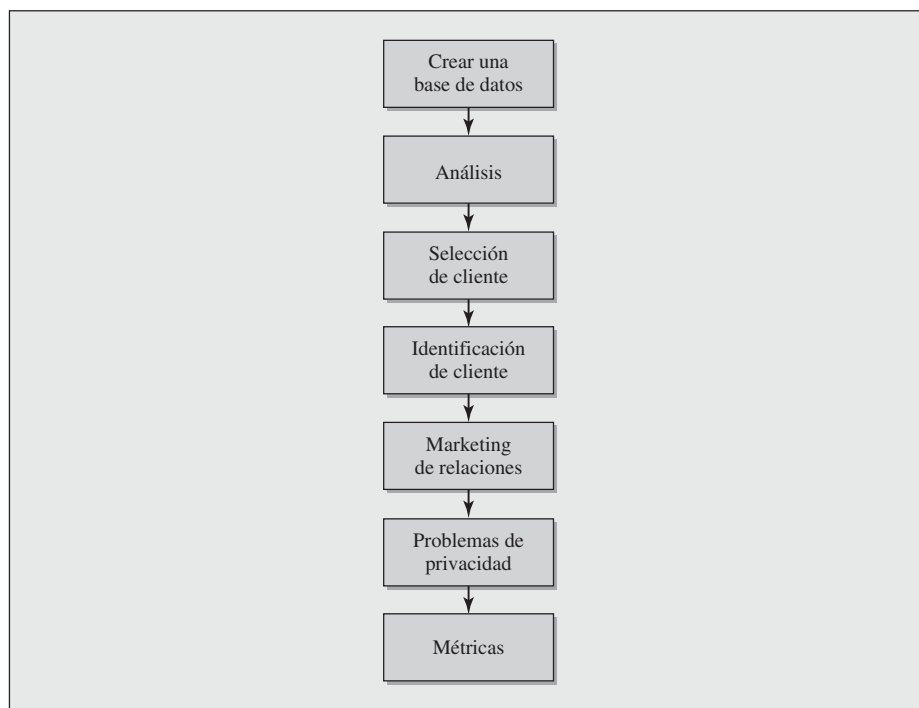 Crear una
base de datos
Análisis
Selección
de cliente
Identificación
de cliente
Marketing
de relaciones
Problemas de
privacidad
Métricas